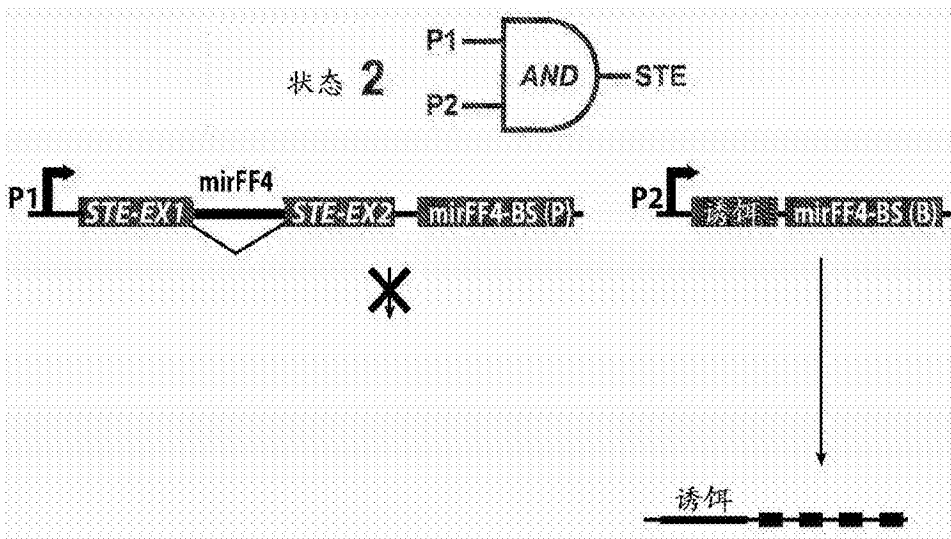 状态 2
P1
P2
AND
STE
P1
mirFF4
STE-EX1
STE-EX2
mirFF4-BS (P)
P2
诱饵
mirFF4-BS (B)
诱饵